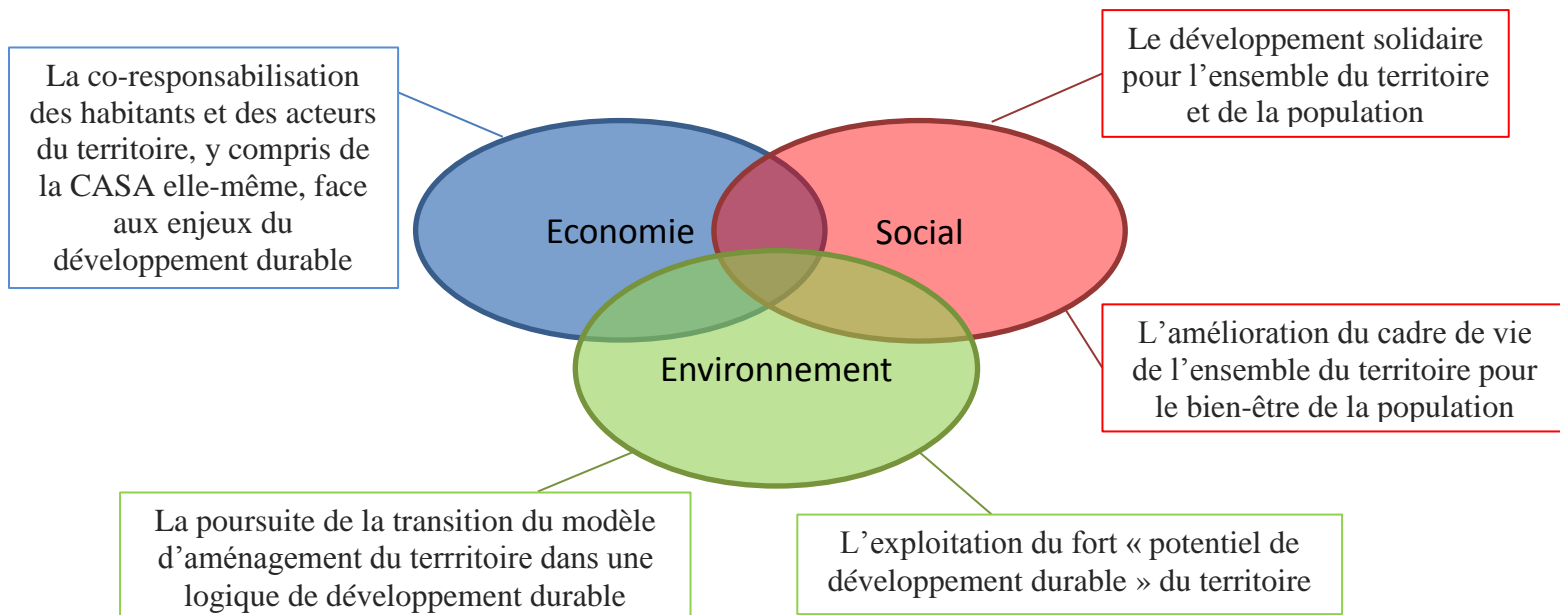 La co-responsabilisation
des habitants et des acteurs
du territoire, y compris de
la CASA elle-même, face
aux enjeux du
développement durable
Le développement solidaire
pour l’ensemble du territoire
et de la population
Economie
Social
Environnement
L’amélioration du cadre de vie
de l’ensemble du territoire pour
le bien-être de la population
La poursuite de la transition du modèle
d’aménagement du terrritoire dans une
logique de développement durable
L’exploitation du fort « potentiel de
développement durable » du territoire